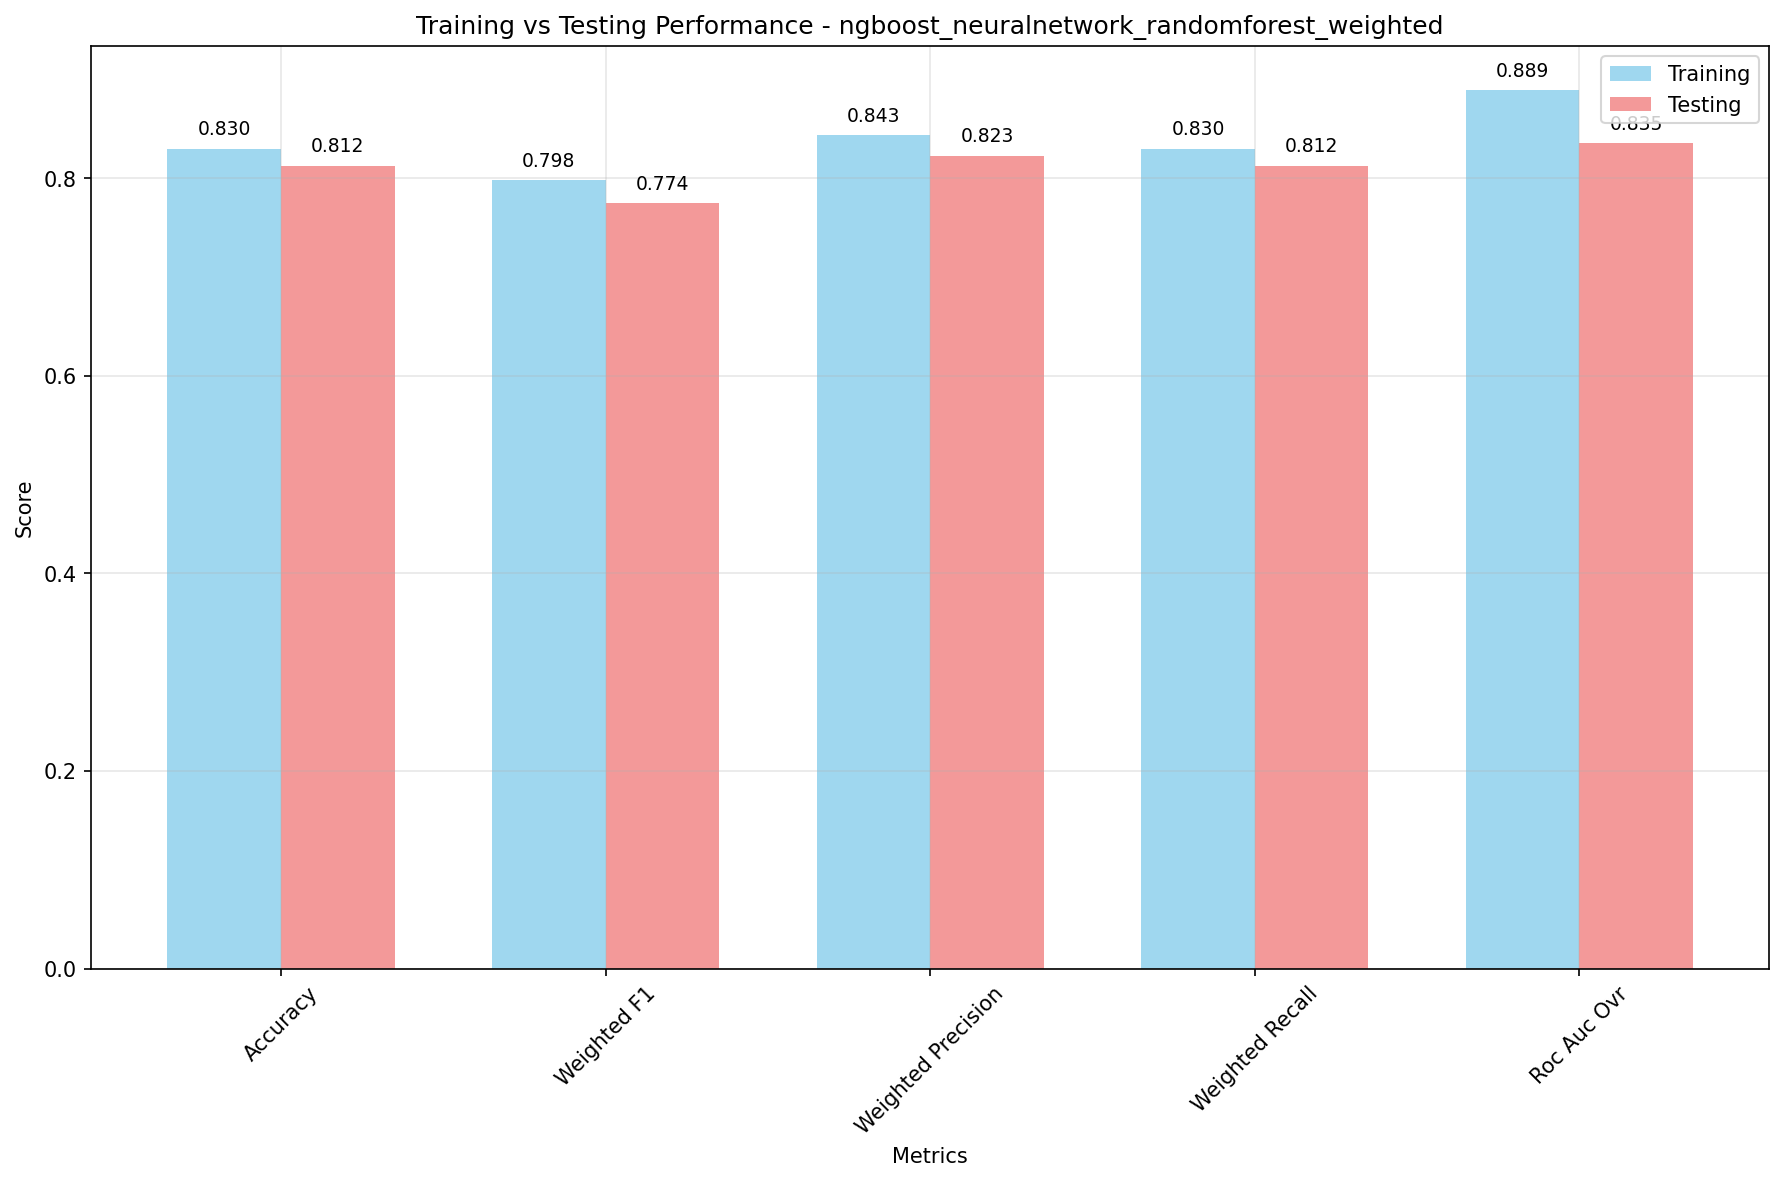 Training vs Testing Performance - ngboost_neuralnetwork_randomforest_weighted
Training
Testing
0.830
0.812
0.798
0.774
0.843
0.823
0.830
0.812
0.889
0.835
Score
0.8
0.6
0.4
0.2
0.0
Accuracy
Weighted F1
Weighted Precision
Weighted Recall
Roc Auc Ovr
Metrics